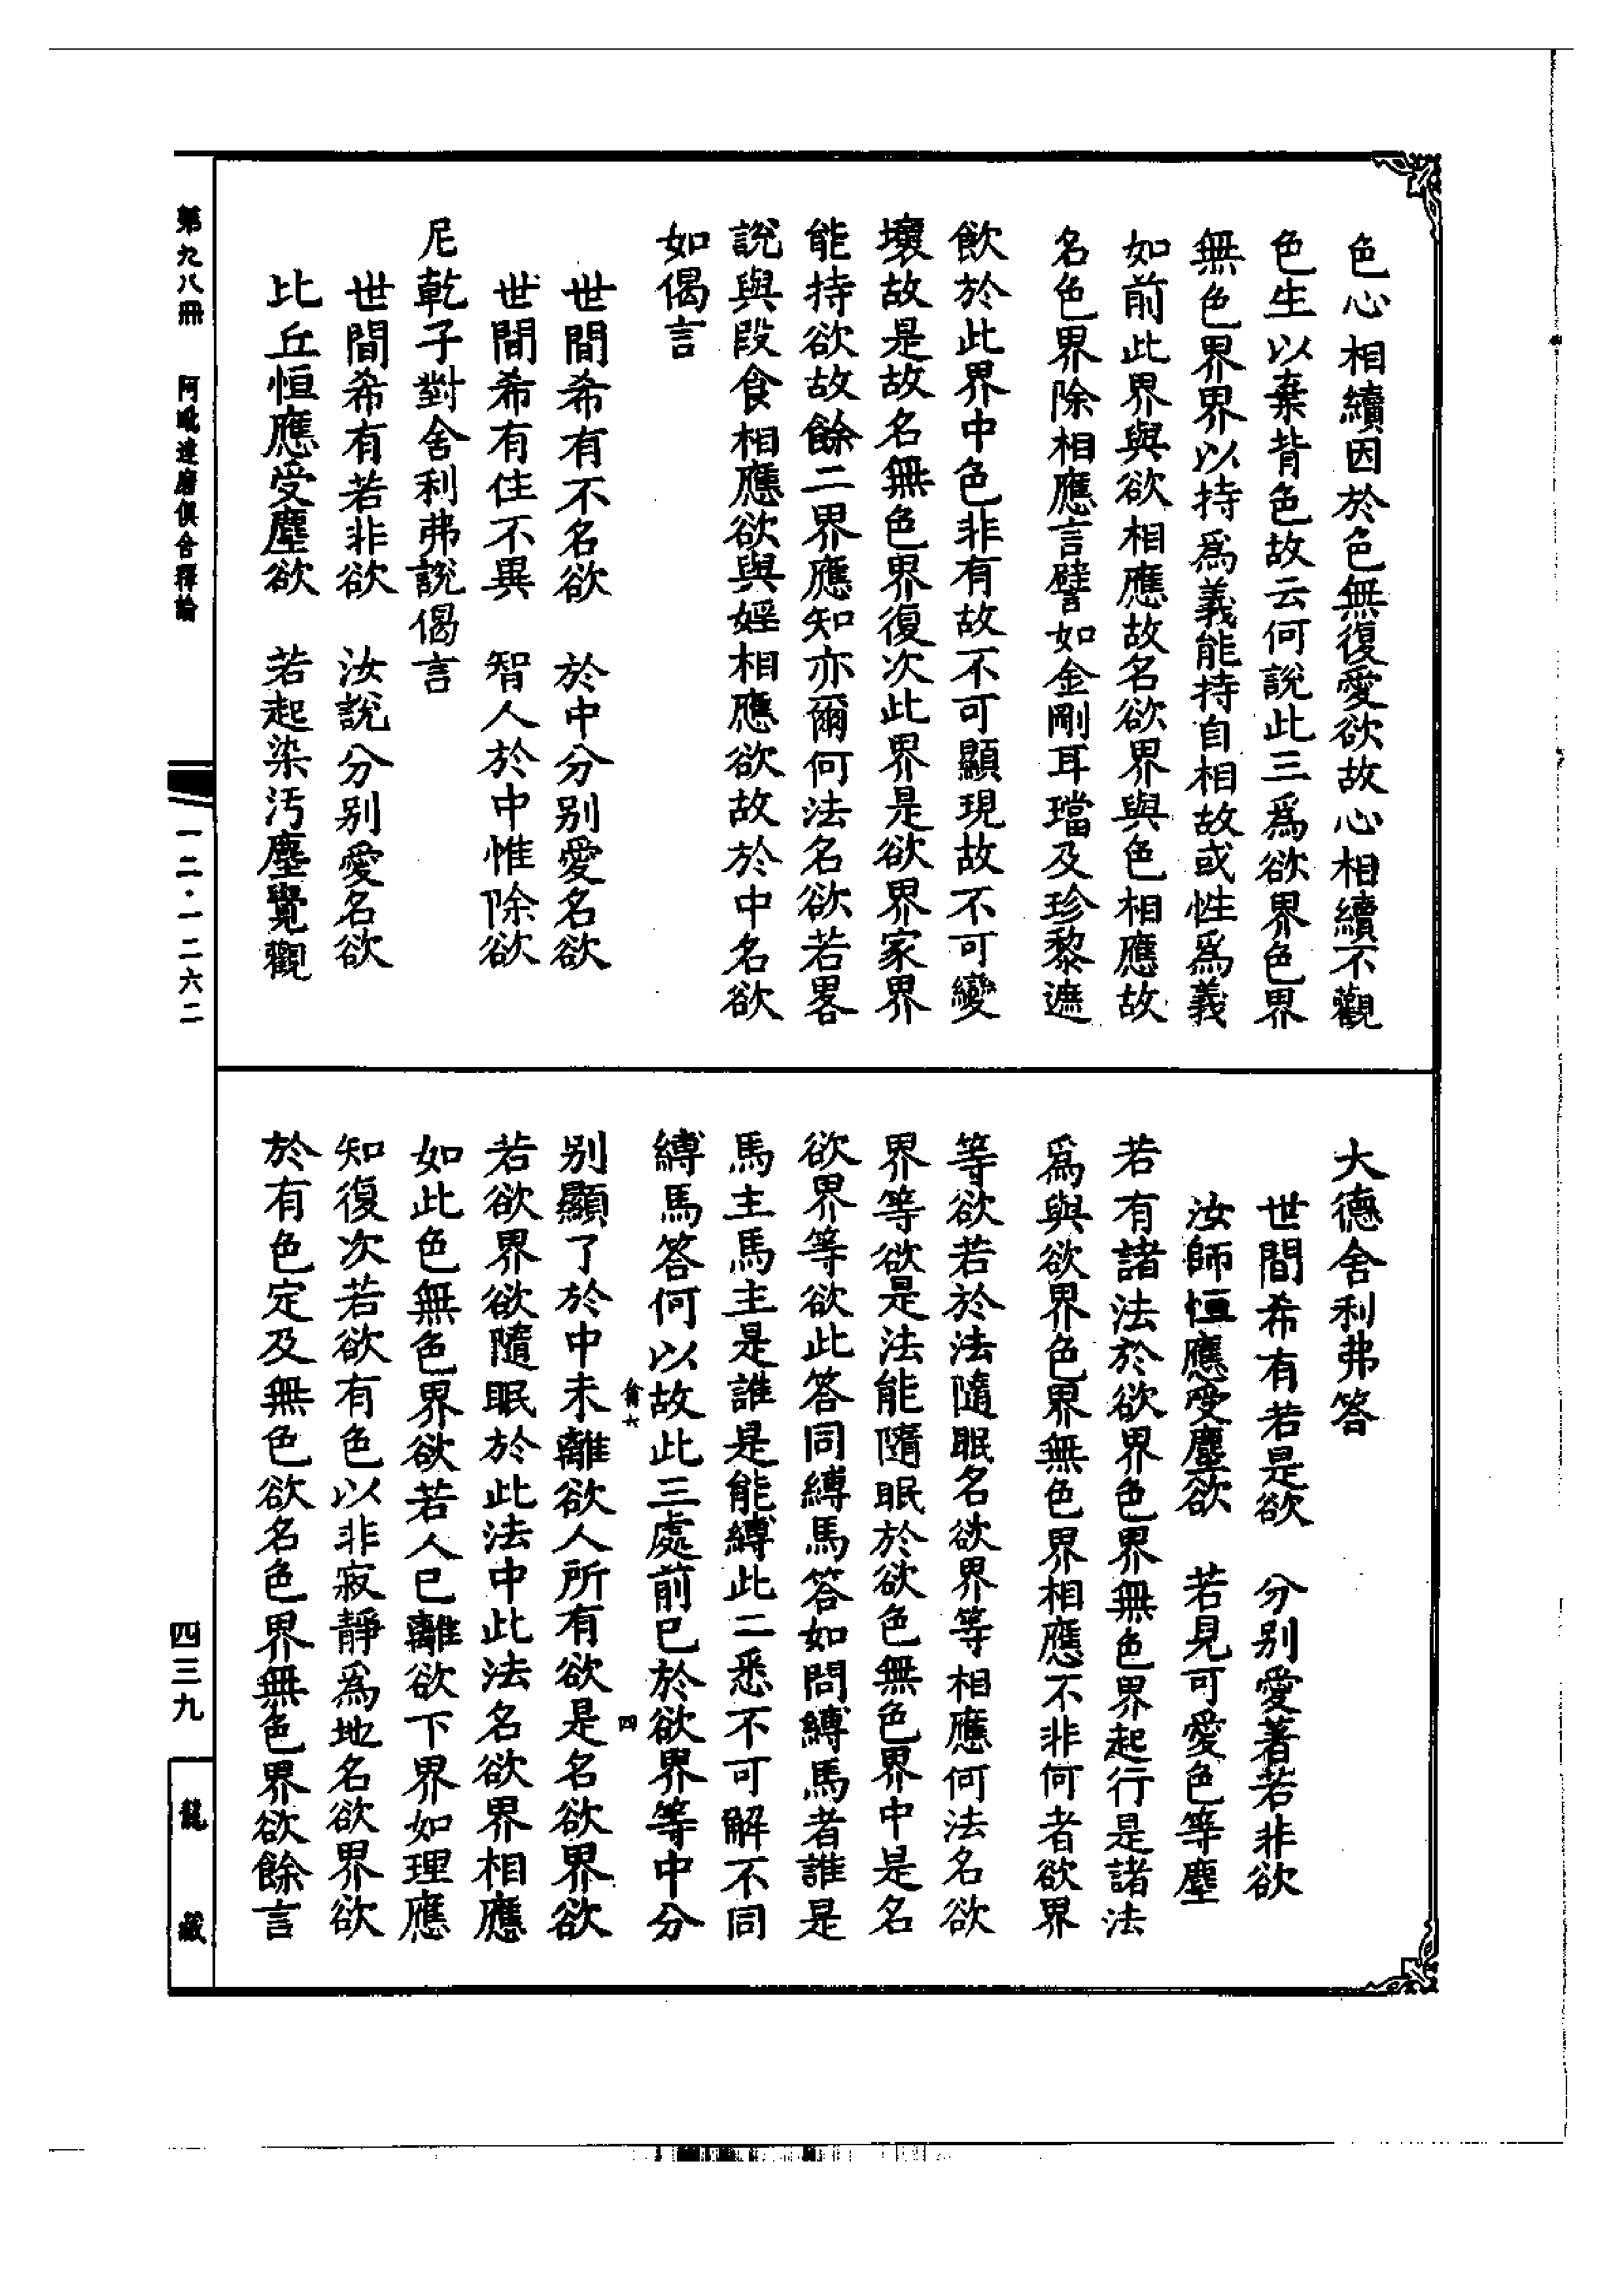 色心相續因於色無復愛欲故心相續不觀
色生以棄背色故云何說此三爲欲界色界
無色界界以持爲義能持自相故或性爲義
如前此界與欲相應故名欲界與色相應故
名色界除相應言譬如金剛耳璫及珍黎遮
飲於此界中色非有故不可顯現故不可變
壞故是故名無色界復次此界是欲界家界
能持欲故餘二界應知亦爾何法名欲若畧
說與段食相應欲與婬相應欲故於中名欲
如偈言
世間希有不名欲　於中分别愛名欲
世間希有住不異　智人於中惟除欲
尼乾子對舍利弗說偈言
世間希有若非欲　汝說分别愛名欲
比丘恒應受塵欲　若起染汚塵覺觀
大德舍利弗答
世間希有若是欲　分别愛著若非欲
汝師恒應受塵欲　若見可愛色等塵
若有諸法於欲界色界無色界起行是諸法
爲與欲界色界無色界相應不非何者欲界
等欲若於法隨眠名欲界等相應何法名欲
界等欲是法能隨眠於欲色無色界中是名
欲界等欲此答同縛馬答如問縛馬者誰是
馬主馬主是誰是能縛此二悉不可解不同
縛馬答何以故此三處前已於欲界等中分
别顯了於中未離欲人所有欲是名欲界欲
若欲界欲隨眠於此法中此法名欲界相應
如此色無色界欲若人已離欲下界如理應
知復次若欲有色以非寂靜爲地名欲界欲
於有色定及無色欲名色界無色界欲餘言
四
第九八冊　阿毗達磨俱舍釋論
一二·一二六二
四三九
龍藏